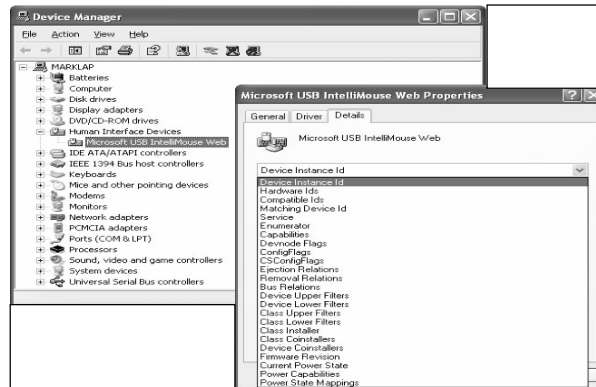 Device Manager
File Action View Help
MARKLAP
Batteries
Computer
Disk drives
Display adapters
DVD/CD-ROM drives
Human Interface Devices
Microsoft USB IntelliMouse Web
IDE ATA/ATAPI controllers
IEEE 1394 Bus host controllers
Keyboards
Mice and other pointing devices
Modems
Monitors
Network adapters
PCMCIA adapters
Ports (COM & LPT)
Processors
Sound, video and game controllers
System devices
Universal Serial Bus controllers
Microsoft USB IntelliMouse Web Properties
General Driver Details
Microsoft USB IntelliMouse Web
Device Instance Id
Device Instance Id
Hardware Ids
Compatible Ids
Matching Device Id
Service
Enumerator
Capabilities
Devnode Flags
ConfigFlags
CSConfigFlags
Ejection Relations
Removal Relations
Bus Relations
Device Upper Filters
Device Lower Filters
Class Upper Filters
Class Lower Filters
Class Installer
Class Coinstallers
Device Coinstallers
Firmware Revision
Current Power State
Power Capabilities
Power State Mappings